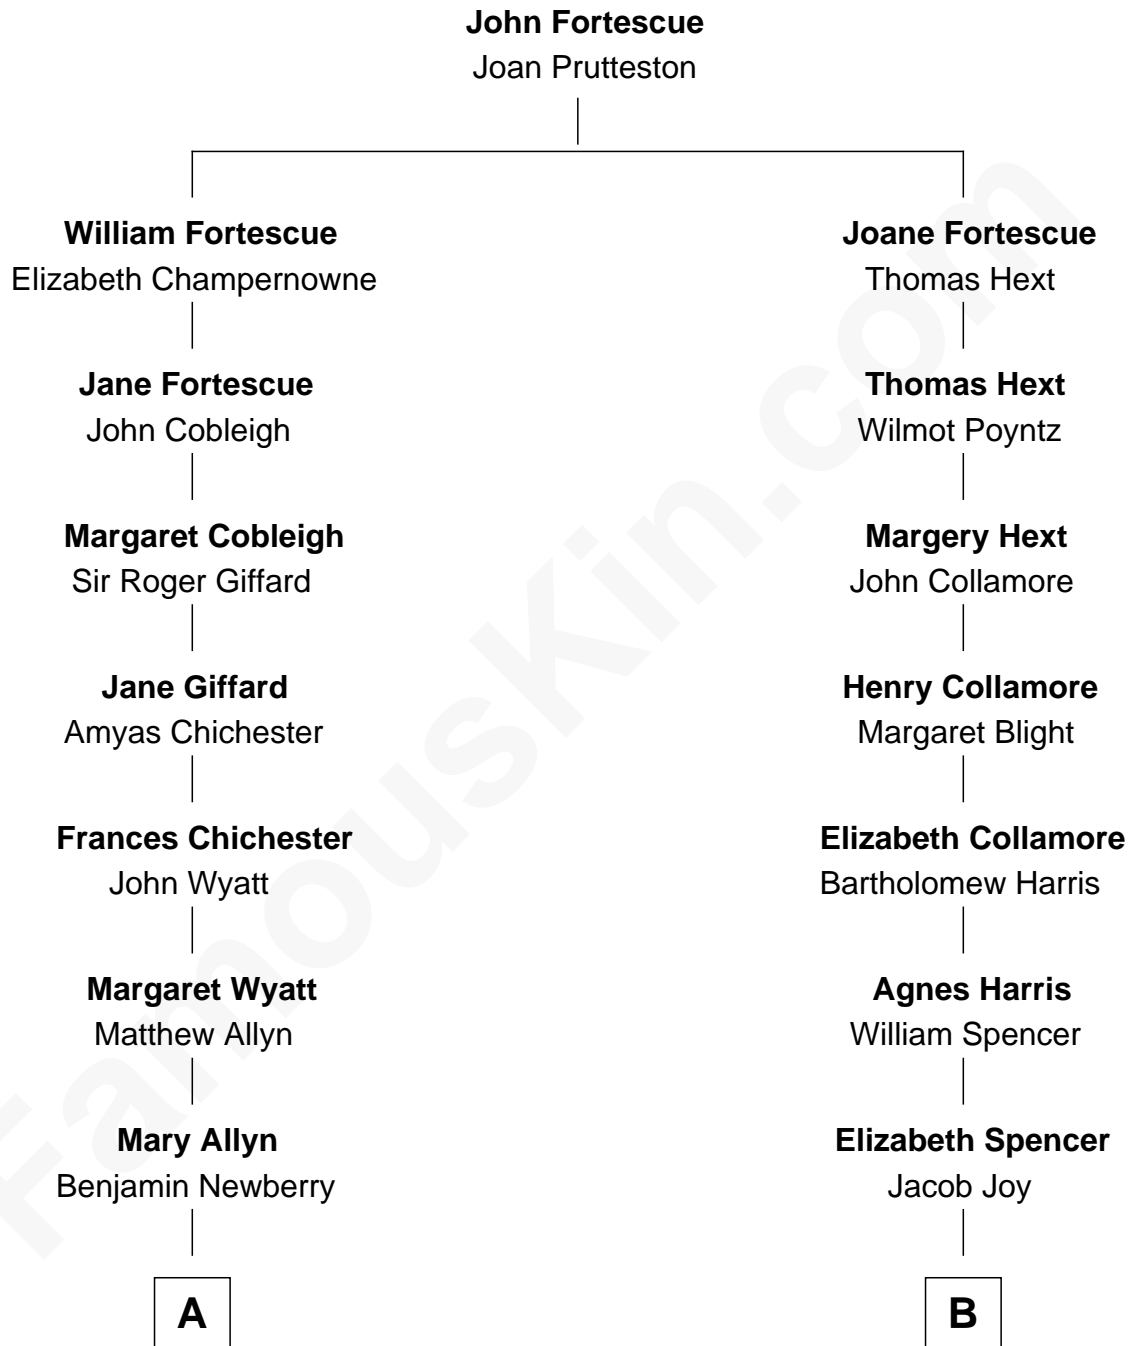 John Fortescue
Joan Prutteston
William Fortescue
Elizabeth Champernowne
Joane Fortescue
Thomas Hext
Jane Fortescue
John Cobleigh
Thomas Hext
Wilmot Poyntz
Margaret Cobleigh
Sir Roger Giffard
Margery Hext
John Collamore
Jane Giffard
Amyas Chichester
Henry Collamore
Margaret Blight
Frances Chichester
John Wyatt
Elizabeth Collamore
Bartholomew Harris
Margaret Wyatt
Matthew Allyn
Agnes Harris
William Spencer
Mary Allyn
Benjamin Newberry
Elizabeth Spencer
Jacob Joy
A
B
FamousKin.com